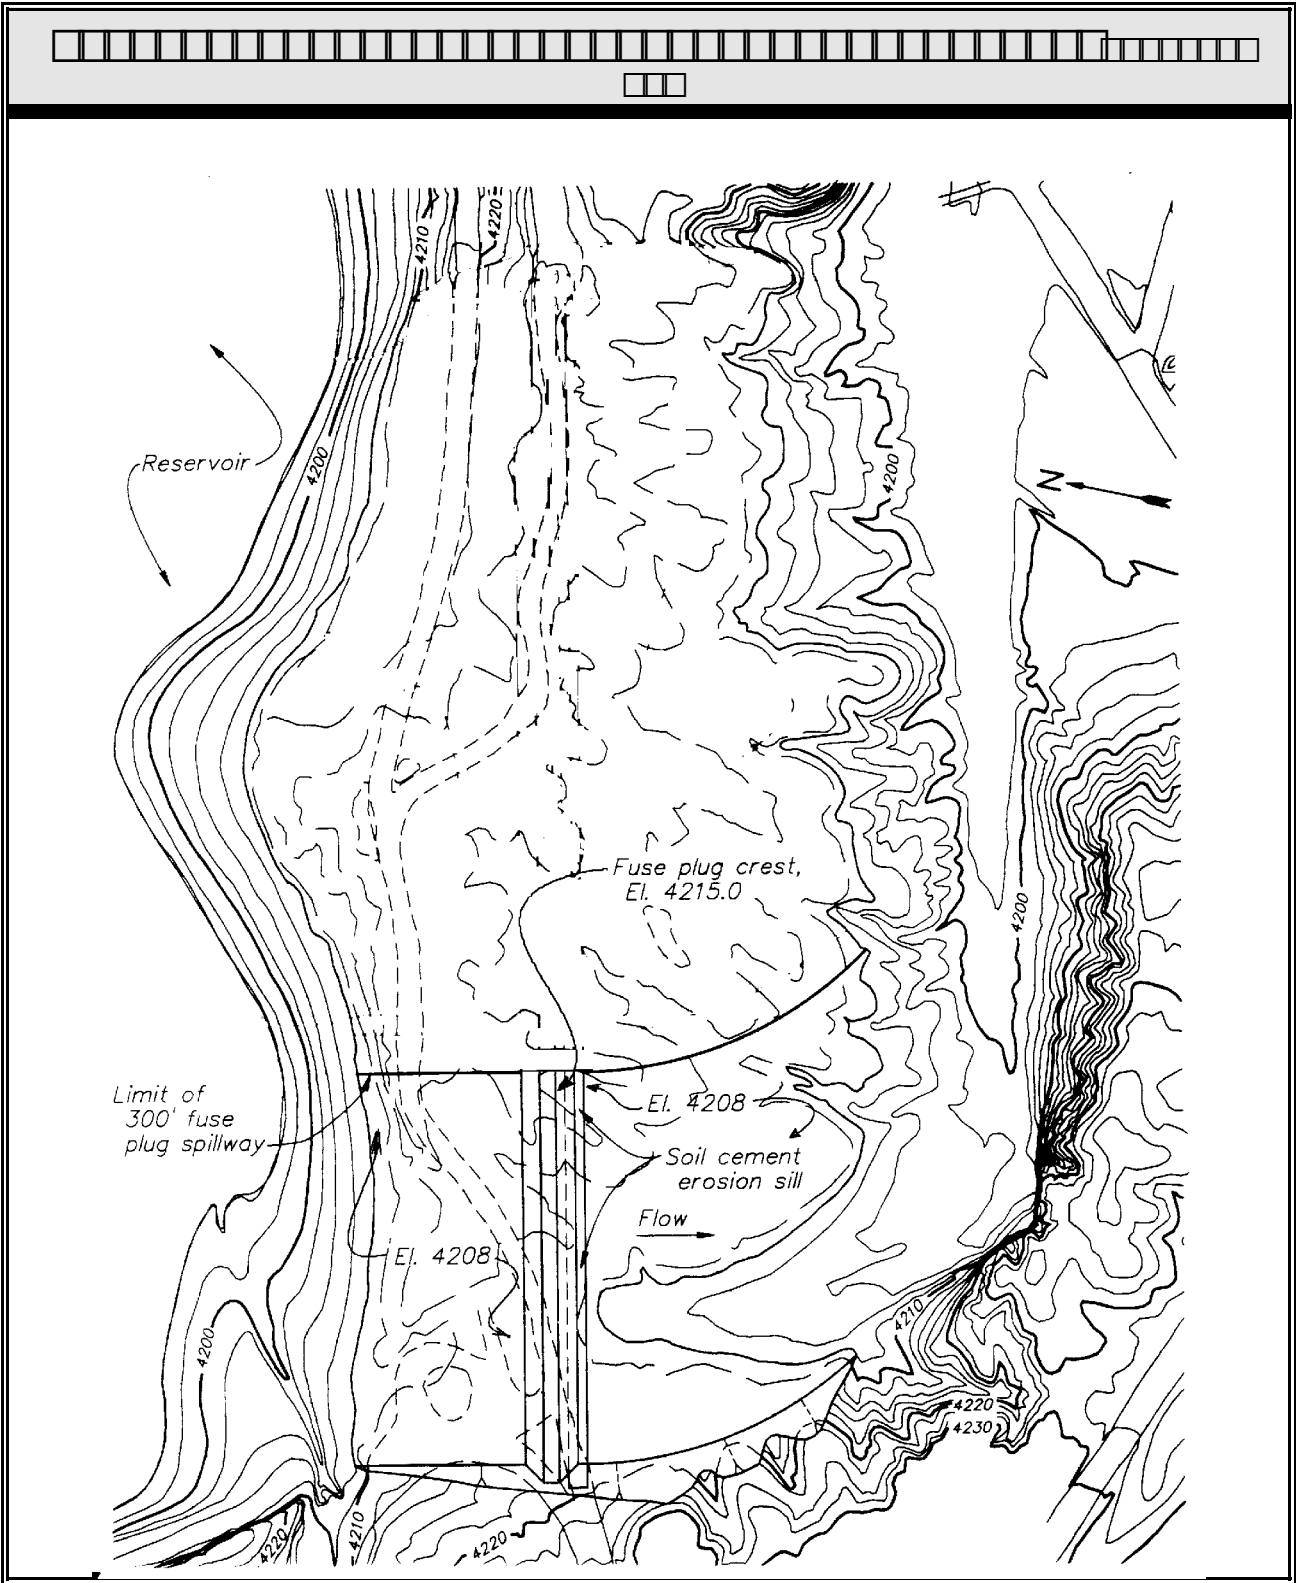 4210
4220
Reservoir
4200
4200
N
Fuse plug crest,
El. 4215.0
4200
Limit of
300' fuse
plug spillway
El. 4208
Soil cement
erosion sill
Flow
El. 4208
4210
4200
4220
4230
4210
4220
4220